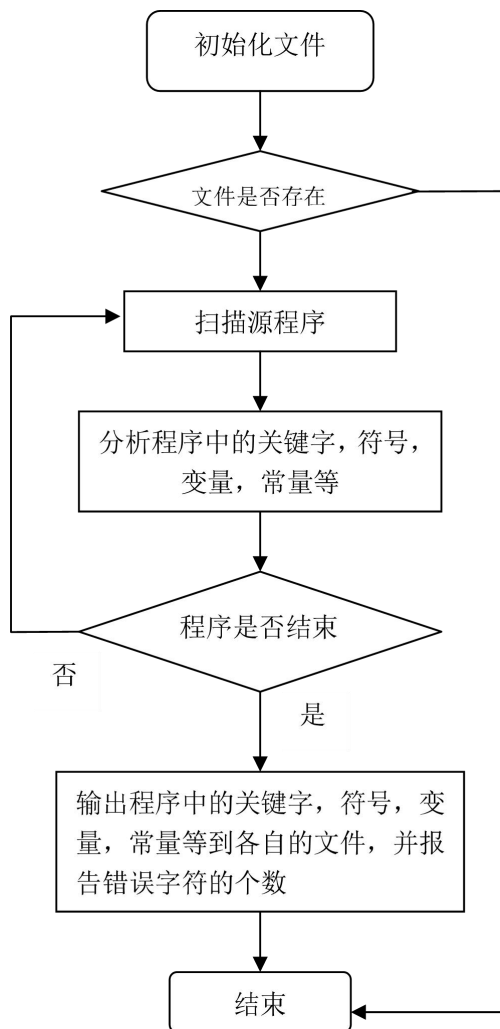 初始化文件
文件是否存在
扫描源程序
分析程序中的关键字，符号，
变量，常量等
程序是否结束
否
是
输出程序中的关键字，符号，变
量，常量等到各自的文件，并报
告错误字符的个数
结束